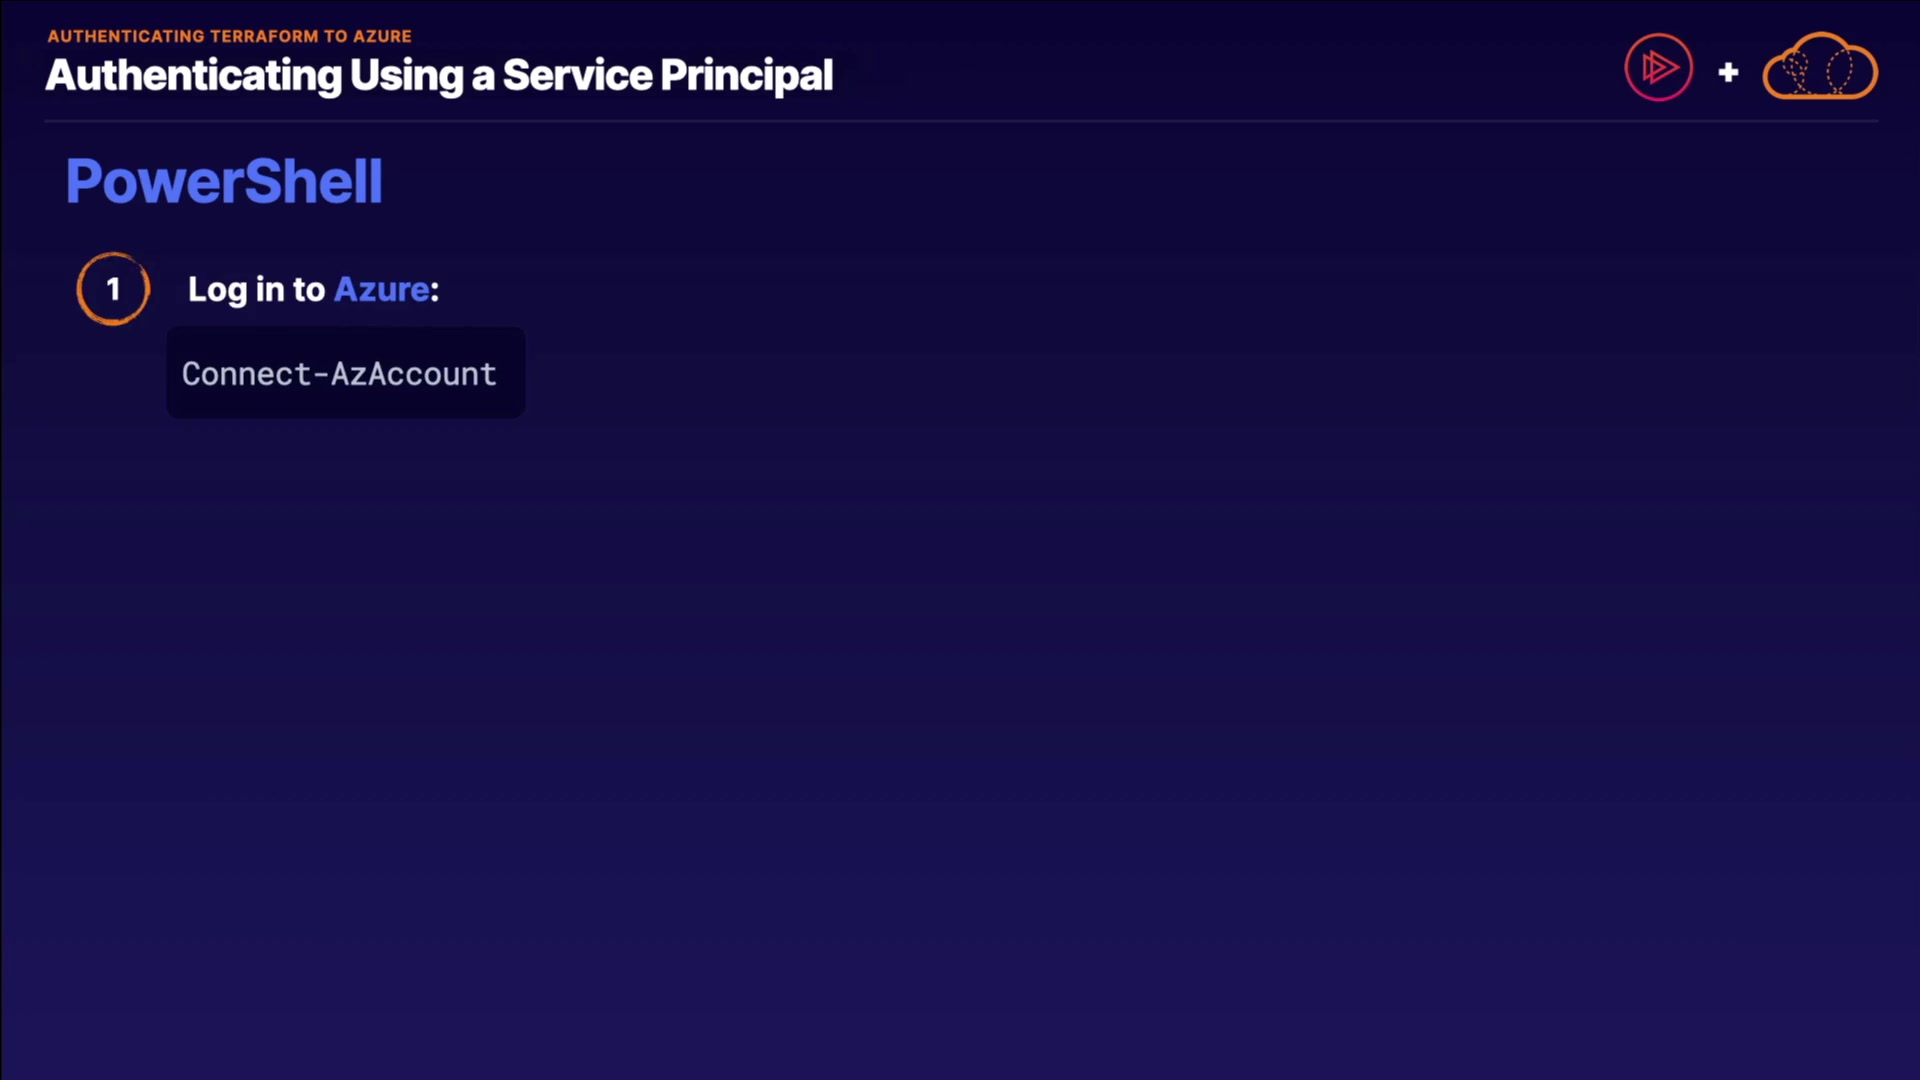 AUTHENTICATING TERRAFORM TO AZURE
Authenticating Using a Service Principal
+
PowerShell
1 Log in to Azure:
Connect-AzAccount